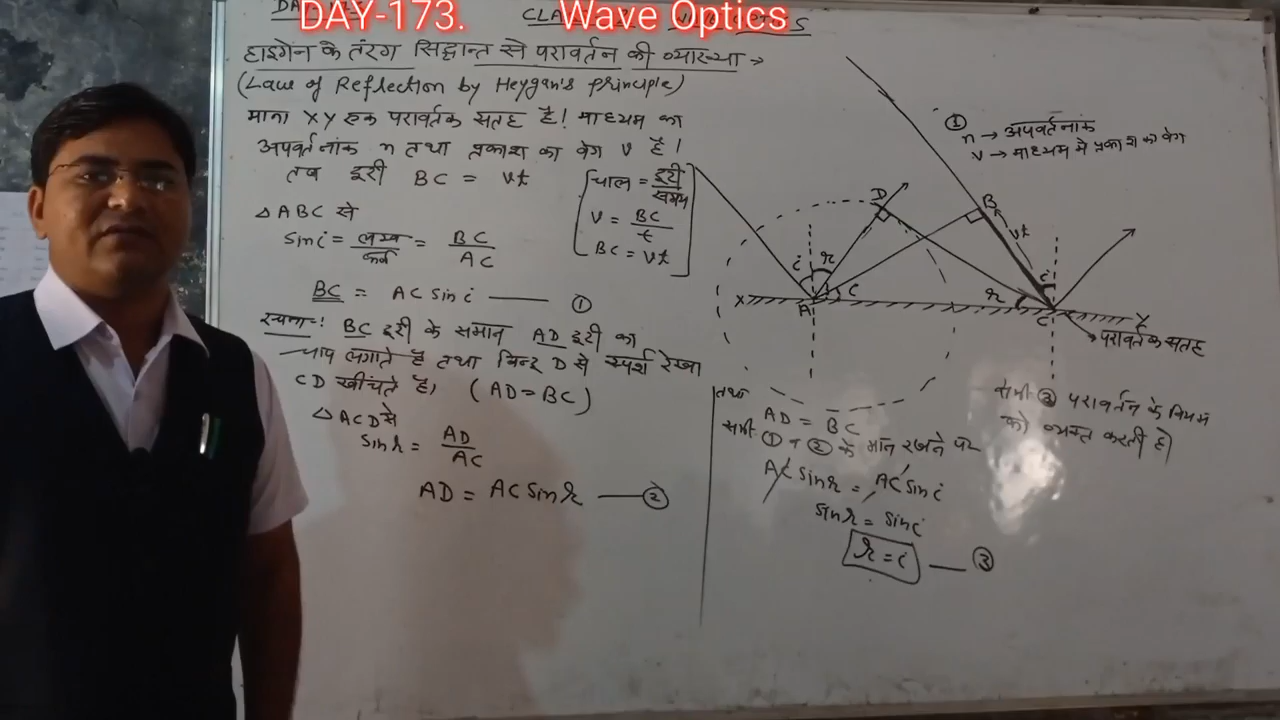 DAY-173. Wave Optics
हाइगेन के तरंग सिद्धान्त से परावर्तन की व्याख्या →
(Law of Reflection by Heygan's principle)
माना XY एक परावर्तक सतह है! माध्यम का
अपवर्तनांक n तथा प्रकाश का वेग v है।
तब दूरी BC = vt
[चाल = दूरी/समय
V = BC/t
BC = vt]
△ABC से
sin i = लम्ब/कर्ण = BC/AC
BC = AC sin i —— ①
रचना:! BC दूरी के समान AD दूरी का
चाप लगाते है तथा बिन्दु D से स्पर्श रेखा
CD खींचते है। (AD = BC)
△ACD से
sin r = AD/AC
AD = AC sin r —— ②
① n → अपवर्तनांक
v → माध्यम मे प्रकाश का वेग
D
B
vt
i
r
i
i
r
X
A
C
Y
→ परावर्तक सतह
तथा
AD = BC
समी० ① व ② के मान रखने पर
AC sin r = AC sin i
sin r = sin i
r = i —— ③
समी० ③ परावर्तन के नियम
को व्यक्त करती है।